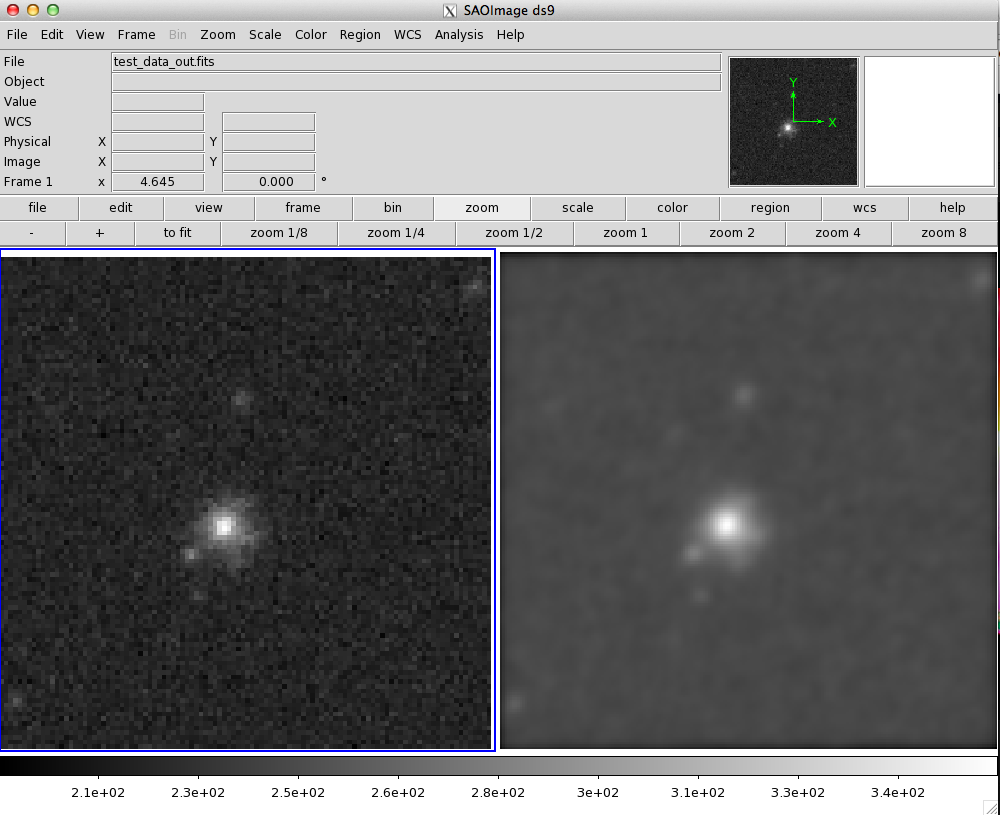 SAOImage ds9
File Edit View Frame Bin Zoom Scale Color Region WCS Analysis Help
File test_data_out.fits
Object
Value
WCS
Physical X Y
Image X Y
Frame 1 x 4.645 0.000 °
Y
X
file edit view frame bin zoom scale color region wcs help
- + to fit zoom 1/8 zoom 1/4 zoom 1/2 zoom 1 zoom 2 zoom 4 zoom 8
2.1e+02 2.3e+02 2.5e+02 2.6e+02 2.8e+02 3e+02 3.1e+02 3.3e+02 3.4e+02